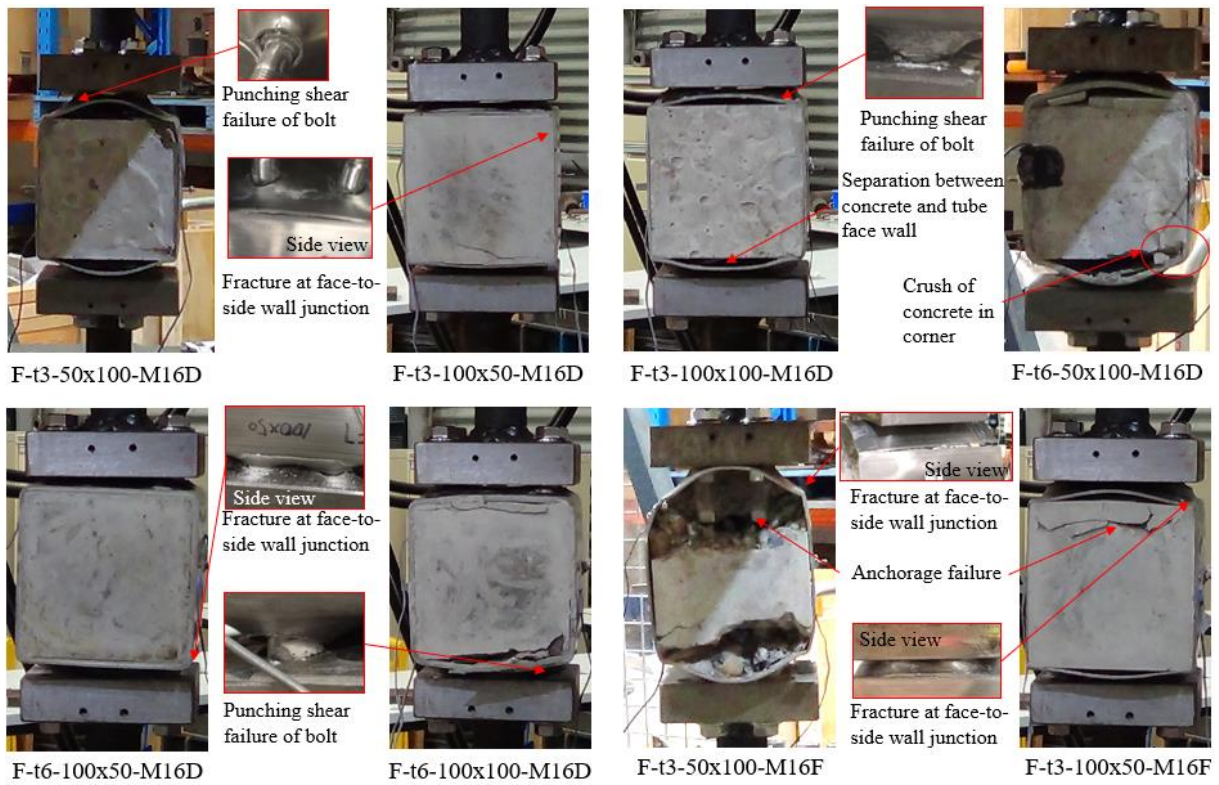 Punching shear
failure of bolt
Side view
Fracture at face-to-
side wall junction
Punching shear
failure of bolt
Separation between
concrete and tube
face wall
Crush of
concrete in
corner
F-t3-50x100-M16D
F-t3-100x50-M16D
F-t3-100x100-M16D
F-t6-50x100-M16D
100x50
Side view
Fracture at face-to-
side wall junction
Punching shear
failure of bolt
Side view
Fracture at face-to-
side wall junction
Anchorage failure
Side view
Fracture at face-to-
side wall junction
F-t6-100x50-M16D
F-t6-100x100-M16D
F-t3-50x100-M16F
F-t3-100x50-M16F